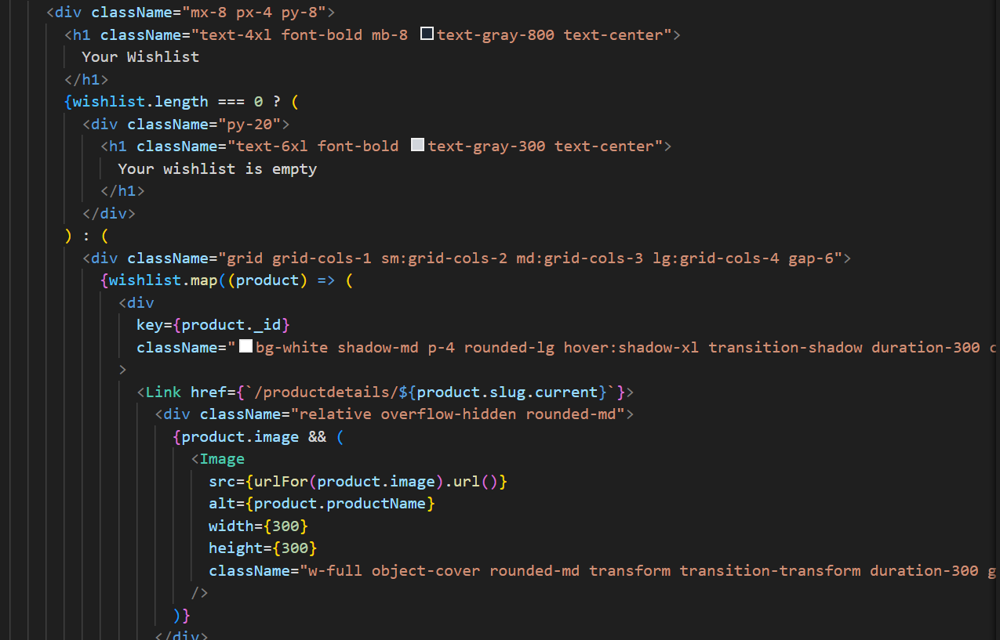 <div className="mx-8 px-4 py-8">
<h1 className="text-4xl font-bold mb-8 text-gray-800 text-center">
Your Wishlist
</h1>
{wishlist.length === 0 ? (
<div className="py-20">
<h1 className="text-6xl font-bold text-gray-300 text-center">
Your wishlist is empty
</h1>
</div>
) : (
<div className="grid grid-cols-1 sm:grid-cols-2 md:grid-cols-3 lg:grid-cols-4 gap-6">
{wishlist.map((product) => (
<div
key={product._id}
className="bg-white shadow-md p-4 rounded-lg hover:shadow-xl transition-shadow duration-300
>
<Link href={`/productdetails/${product.slug.current}`}>
<div className="relative overflow-hidden rounded-md">
{product.image && (
<Image
src={urlFor(product.image).url()}
alt={product.productName}
width={300}
height={300}
className="w-full object-cover rounded-md transform transition-transform duration-300 g
/>
)}
</div>